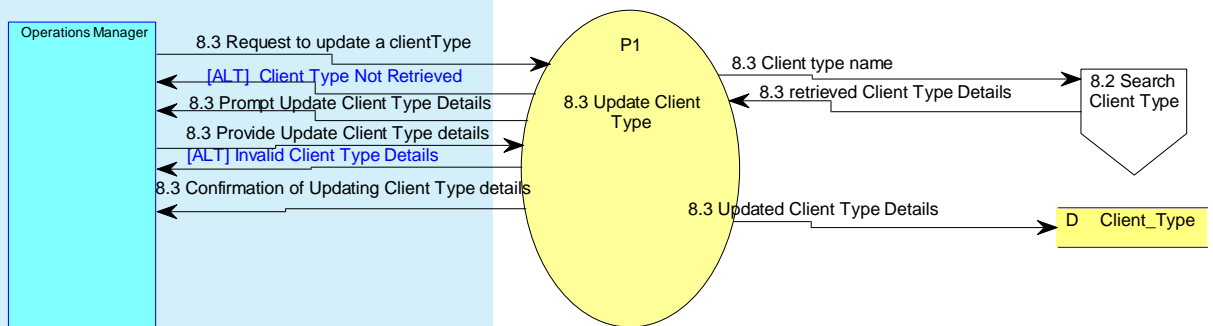 Operations Manager
8.3 Request to update a clientType
[ALT]  Client Type Not Retrieved
8.3 Prompt Update Client Type Details
8.3 Provide Update Client Type details
[ALT] Invalid Client Type Details
8.3 Confirmation of Updating Client Type details
P1
8.3 Update Client
Type
8.3 Client type name
8.3 retrieved Client Type Details
8.2 Search
Client Type
8.3 Updated Client Type Details
D Client_Type